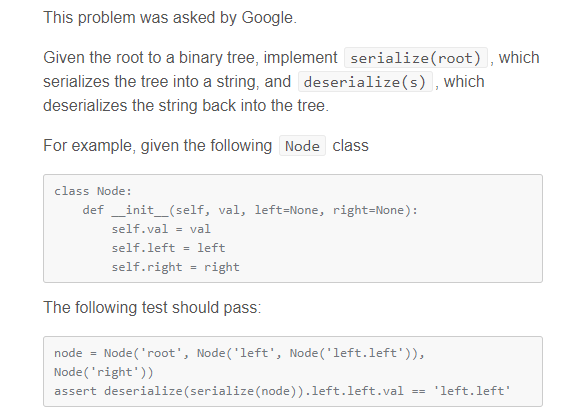 This problem was asked by Google.
Given the root to a binary tree, implement serialize(root) , which
serializes the tree into a string, and deserialize(s) , which
deserializes the string back into the tree.
For example, given the following Node class
class Node:
    def __init__(self, val, left=None, right=None):
        self.val = val
        self.left = left
        self.right = right
The following test should pass:
node = Node('root', Node('left', Node('left.left')),
Node('right'))
assert deserialize(serialize(node)).left.left.val == 'left.left'